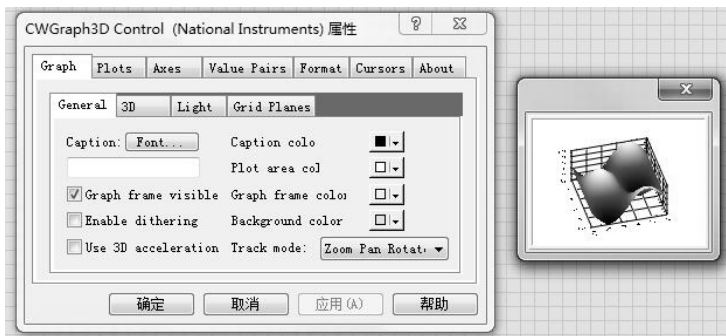 CWGraph3D Control (National Instruments) 属性
Graph Plots Axes Value Pairs Format Cursors About
General 3D Light Grid Planes
Caption: Font... Caption colo
Plot area col
Graph frame visible Graph frame color
Enable dithering Background color
Use 3D acceleration Track mode: Zoom Pan Rotat
确定 取消 应用(A) 帮助